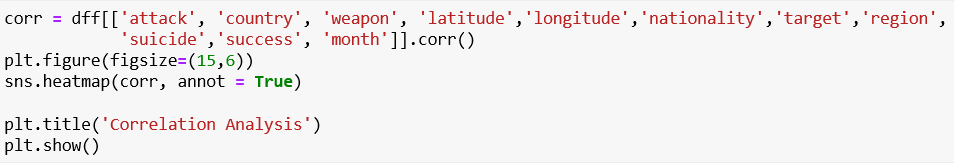 corr = dff[['attack', 'country', 'weapon', 'latitude','longitude','nationality','target','region',
            'suicide','success', 'month']].corr()
plt.figure(figsize=(15,6))
sns.heatmap(corr, annot = True)

plt.title('Correlation Analysis')
plt.show()